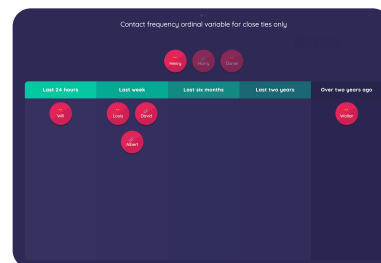 Contact frequency ordinal variable for close ties only
Henry Harry Daniel
Last 24 hours Last week Last six months Last two years Over two years ago
Will Louis David Walter
Albert